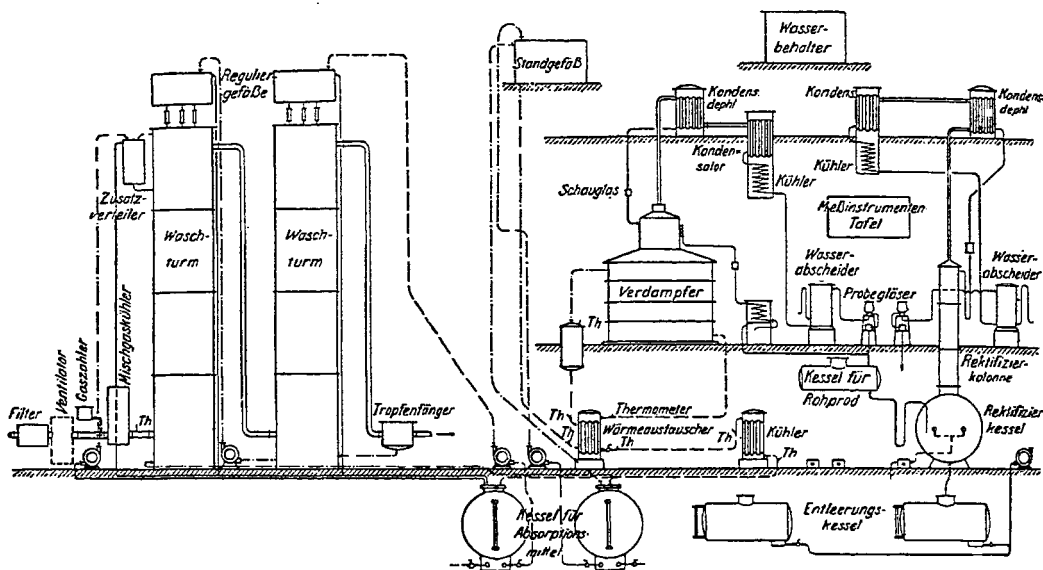 Wasser-
behälter
Standgefäß
Regulier-
gefäße
Kondens.
dephl
Kondens.
Kondens.
dephl
Konden-
sator
Kühler
Kühler
Schauglas
Zusatz-
verteiler
Meßinstrumenten
Tafel
Wasch-
turm
Wasch-
turm
Verdampfer
Wasser-
abscheider
Probegläser
Wasser-
abscheider
Th
Mischgaskühler
Gaszähler
Ventilator
Filter
Th
Tropfenfänger
Kessel für
Rohprod
Rektifizier-
kolonne
Th
Thermometer
Th
Wärmeaustauscher
Th
Th
Kühler
Th
Rektifizier
kessel
Kessel für
Absorptions-
mittel
Entleerungs-
kessel